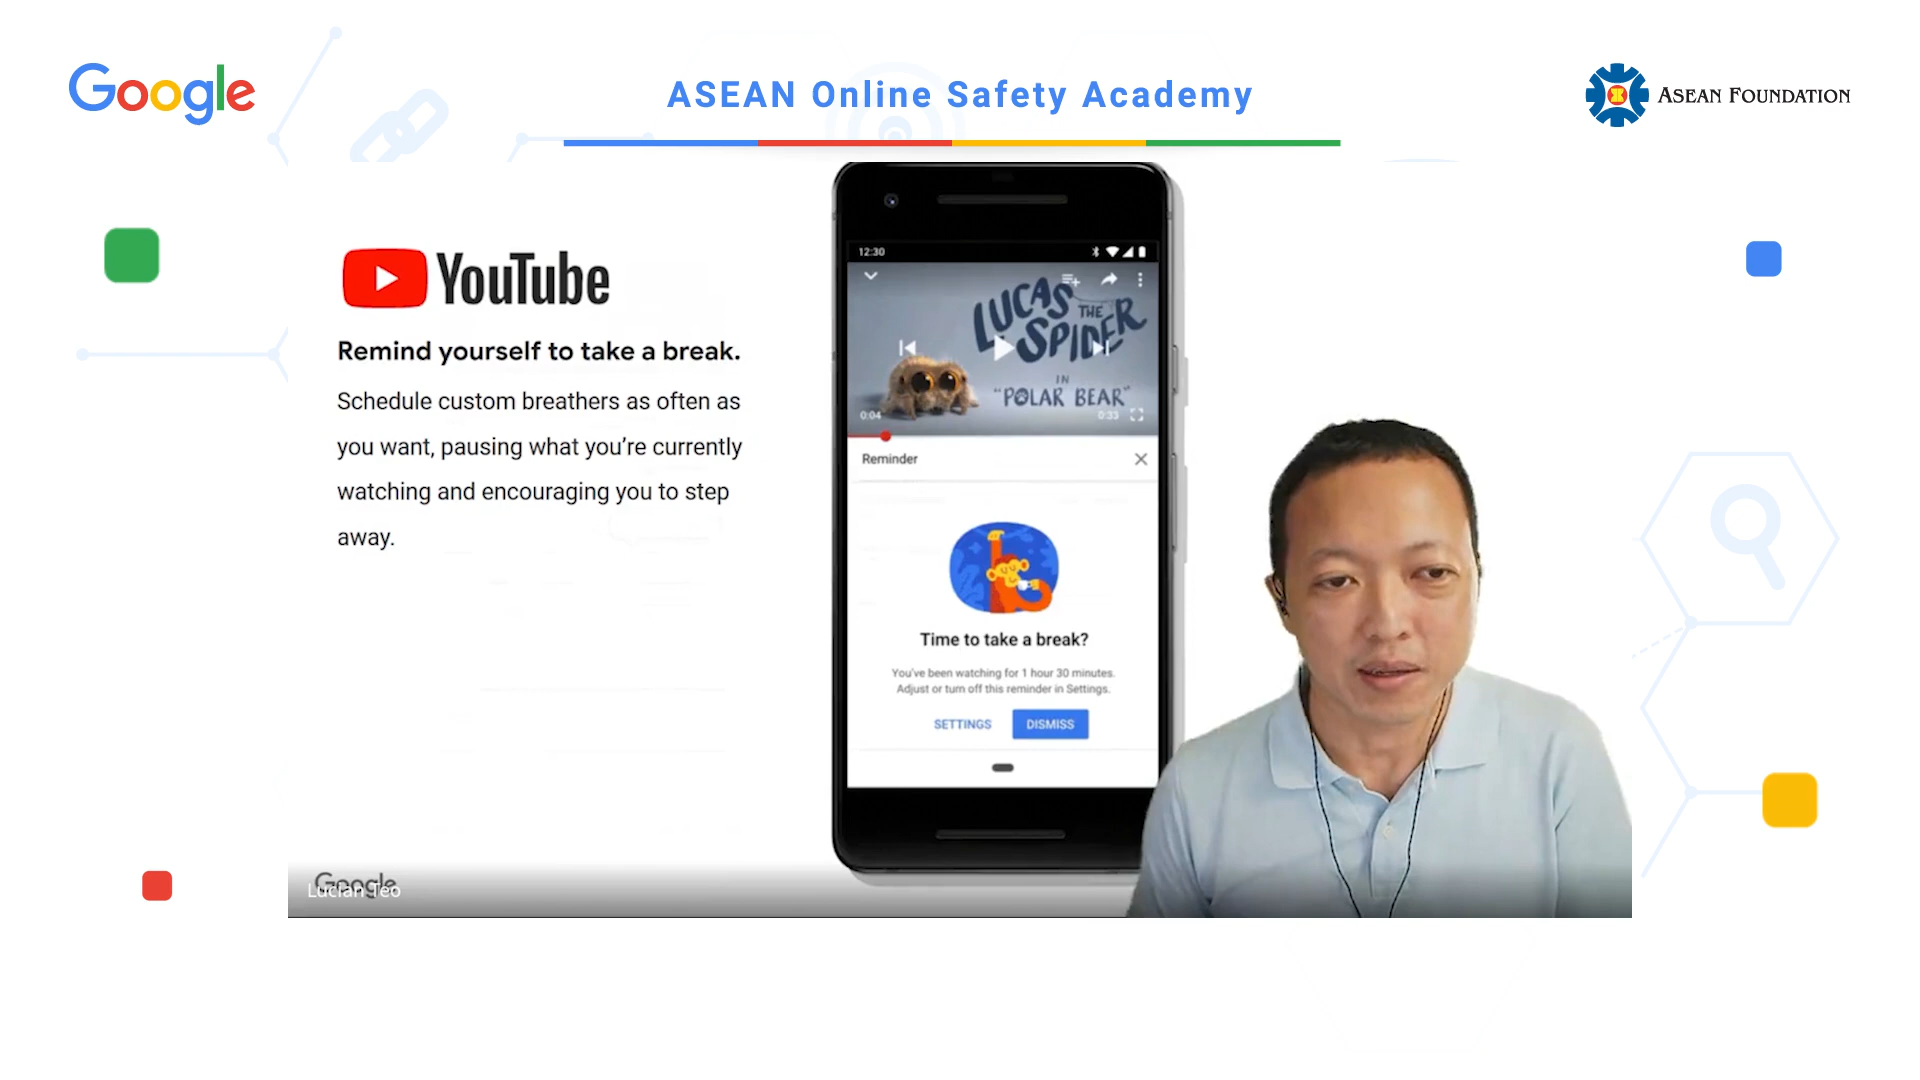 Google
ASEAN Online Safety Academy
ASEAN FOUNDATION
YouTube
Remind yourself to take a break.
Schedule custom breathers as often as
you want, pausing what you’re currently
watching and encouraging you to step
away.
12:30
LUCAS
THE
SPIDER
IN
"POLAR BEAR"
0:04
0:33
Reminder
Time to take a break?
You've been watching for 1 hour 30 minutes.
Adjust or turn off this reminder in Settings.
SETTINGS
DISMISS
Google
Lucian Teo